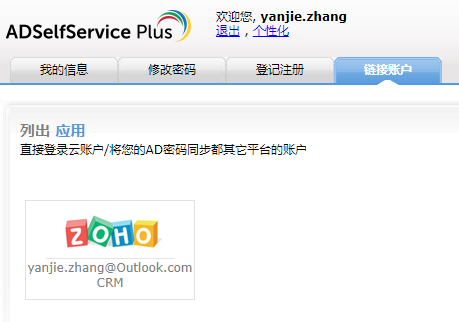 ADSelfService Plus
欢迎您, yanjie.zhang
退出 , 个性化
我的信息 修改密码 登记注册 链接账户
列出 应用
直接登录云账户/将您的AD密码同步都其它平台的账户
ZOHO
yanjie.zhang@Outlook.com
CRM